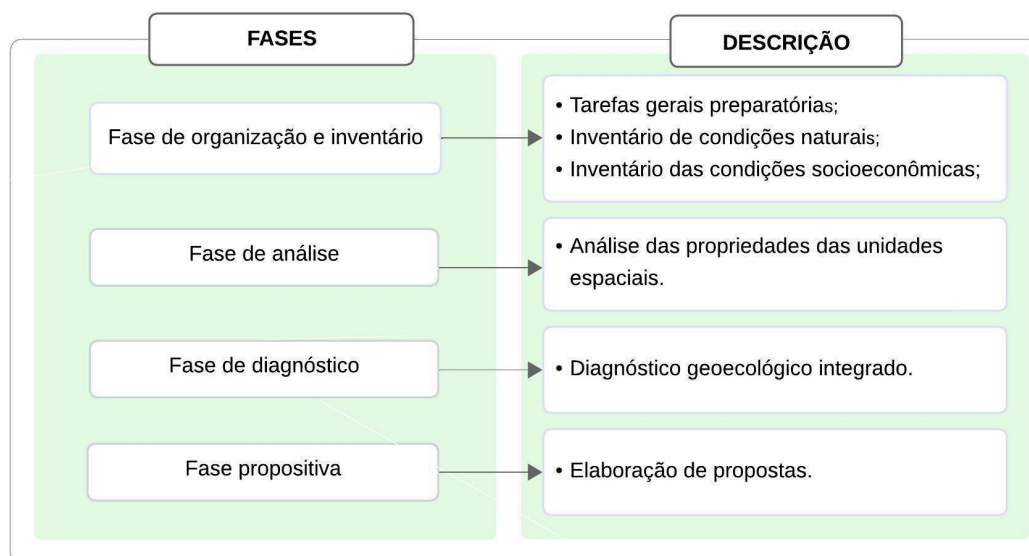 FASES
DESCRIÇÃO
Fase de organização e inventário
• Tarefas gerais preparatórias;
• Inventário de condições naturais;
• Inventário das condições socioeconômicas;
Fase de análise
• Análise das propriedades das unidades
espaciais.
Fase de diagnóstico
• Diagnóstico geoecológico integrado.
Fase propositiva
• Elaboração de propostas.